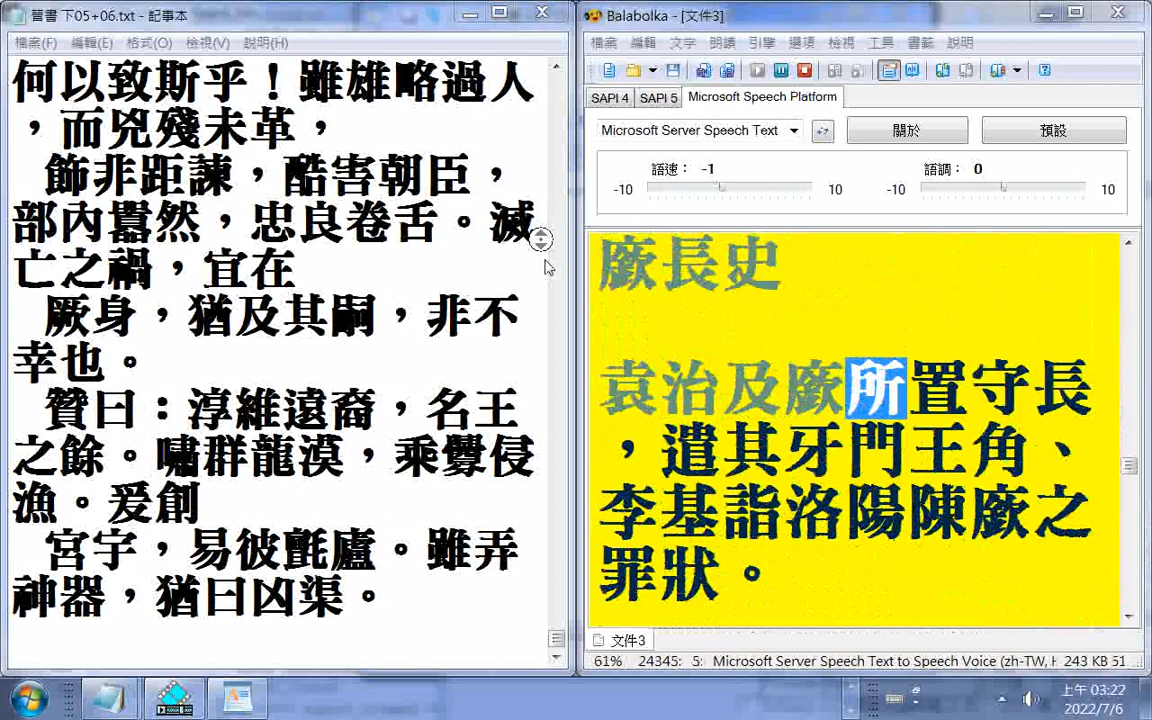 晉書 下05+06.txt - 記事本
檔案(F) 編輯(E) 格式(O) 檢視(V) 說明(H)
何以致斯乎！雖雄略過人
，而兇殘未革，
飾非距諫，酷害朝臣，
部內囂然，忠良卷舌。滅
亡之禍，宜在
厥身，猶及其嗣，非不
幸也。
贊曰：淳維遠裔，名王
之餘。嘯群龍漠，乘釁侵
漁。爰創
宮宇，易彼氈廬。雖弄
神器，猶曰凶渠。
Balabolka - [文件3]
檔案 編輯 文字 朗讀 引擎 選項 檢視 工具 書籤 說明
SAPI 4 SAPI 5 Microsoft Speech Platform
Microsoft Server Speech Text 關於 預設
語速： -1 語調： 0
-10 10 -10 10
廞長史
袁治及廞所置守長
，遣其牙門王角、
李基詣洛陽陳廞之
罪狀。
文件3
61% 24345: 5: Microsoft Server Speech Text to Speech Voice (zh-TW, H 243 KB 51
上午 03:22
2022/7/6